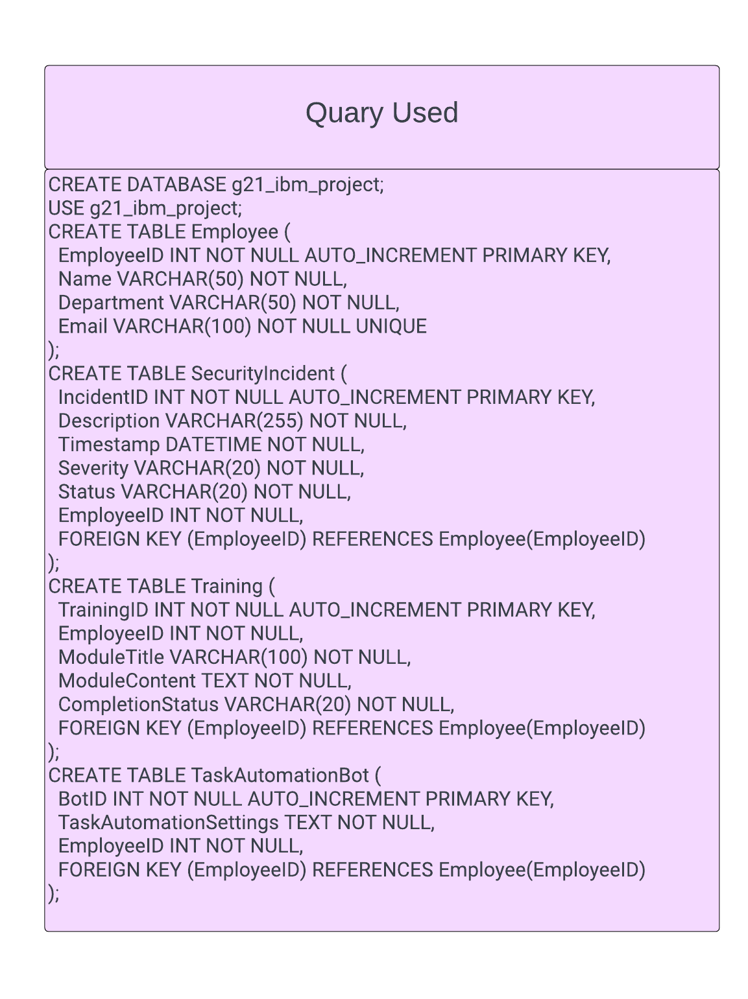 Quary Used
CREATE DATABASE g21_ibm_project;
USE g21_ibm_project;
CREATE TABLE Employee (
  EmployeeID INT NOT NULL AUTO_INCREMENT PRIMARY KEY,
  Name VARCHAR(50) NOT NULL,
  Department VARCHAR(50) NOT NULL,
  Email VARCHAR(100) NOT NULL UNIQUE
);
CREATE TABLE SecurityIncident (
  IncidentID INT NOT NULL AUTO_INCREMENT PRIMARY KEY,
  Description VARCHAR(255) NOT NULL,
  Timestamp DATETIME NOT NULL,
  Severity VARCHAR(20) NOT NULL,
  Status VARCHAR(20) NOT NULL,
  EmployeeID INT NOT NULL,
  FOREIGN KEY (EmployeeID) REFERENCES Employee(EmployeeID)
);
CREATE TABLE Training (
  TrainingID INT NOT NULL AUTO_INCREMENT PRIMARY KEY,
  EmployeeID INT NOT NULL,
  ModuleTitle VARCHAR(100) NOT NULL,
  ModuleContent TEXT NOT NULL,
  CompletionStatus VARCHAR(20) NOT NULL,
  FOREIGN KEY (EmployeeID) REFERENCES Employee(EmployeeID)
);
CREATE TABLE TaskAutomationBot (
  BotID INT NOT NULL AUTO_INCREMENT PRIMARY KEY,
  TaskAutomationSettings TEXT NOT NULL,
  EmployeeID INT NOT NULL,
  FOREIGN KEY (EmployeeID) REFERENCES Employee(EmployeeID)
);